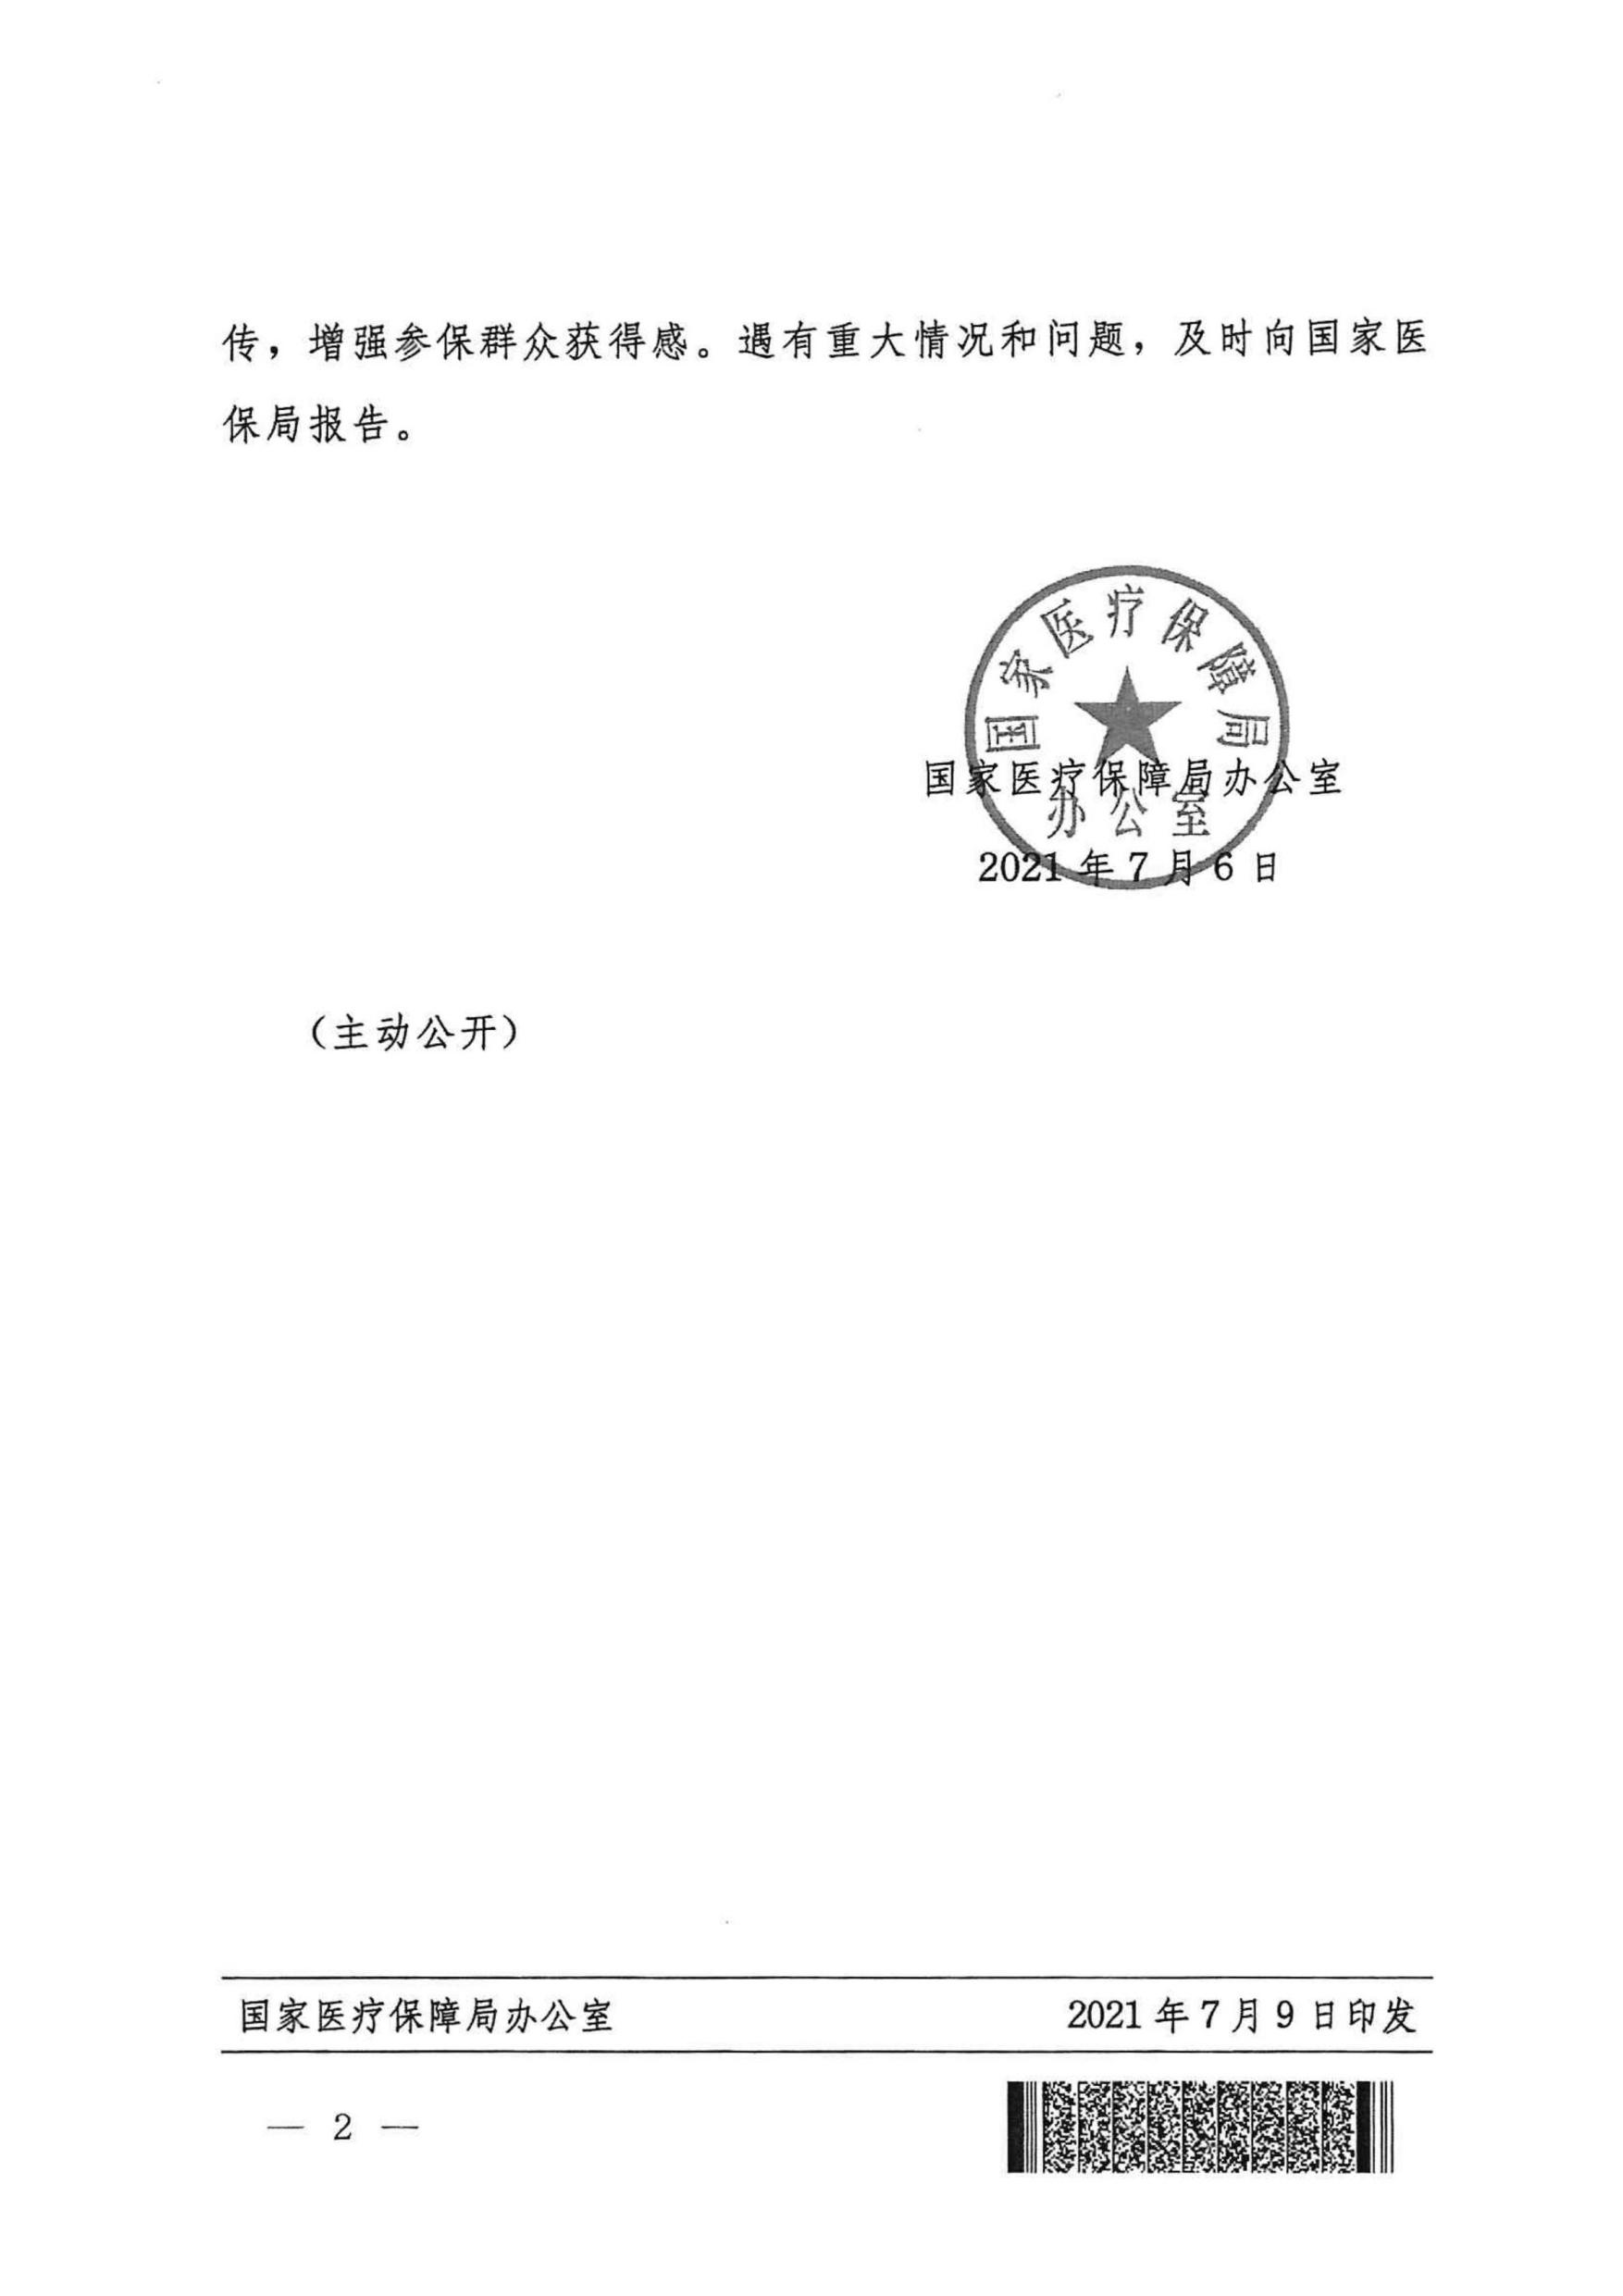 传，增强参保群众获得感。遇有重大情况和问题，及时向国家医
保局报告。
国家医疗保障局
办公室
国家医疗保障局办公室
2021年7月6日
（主动公开）
国家医疗保障局办公室 2021年7月9日印发
— 2 —